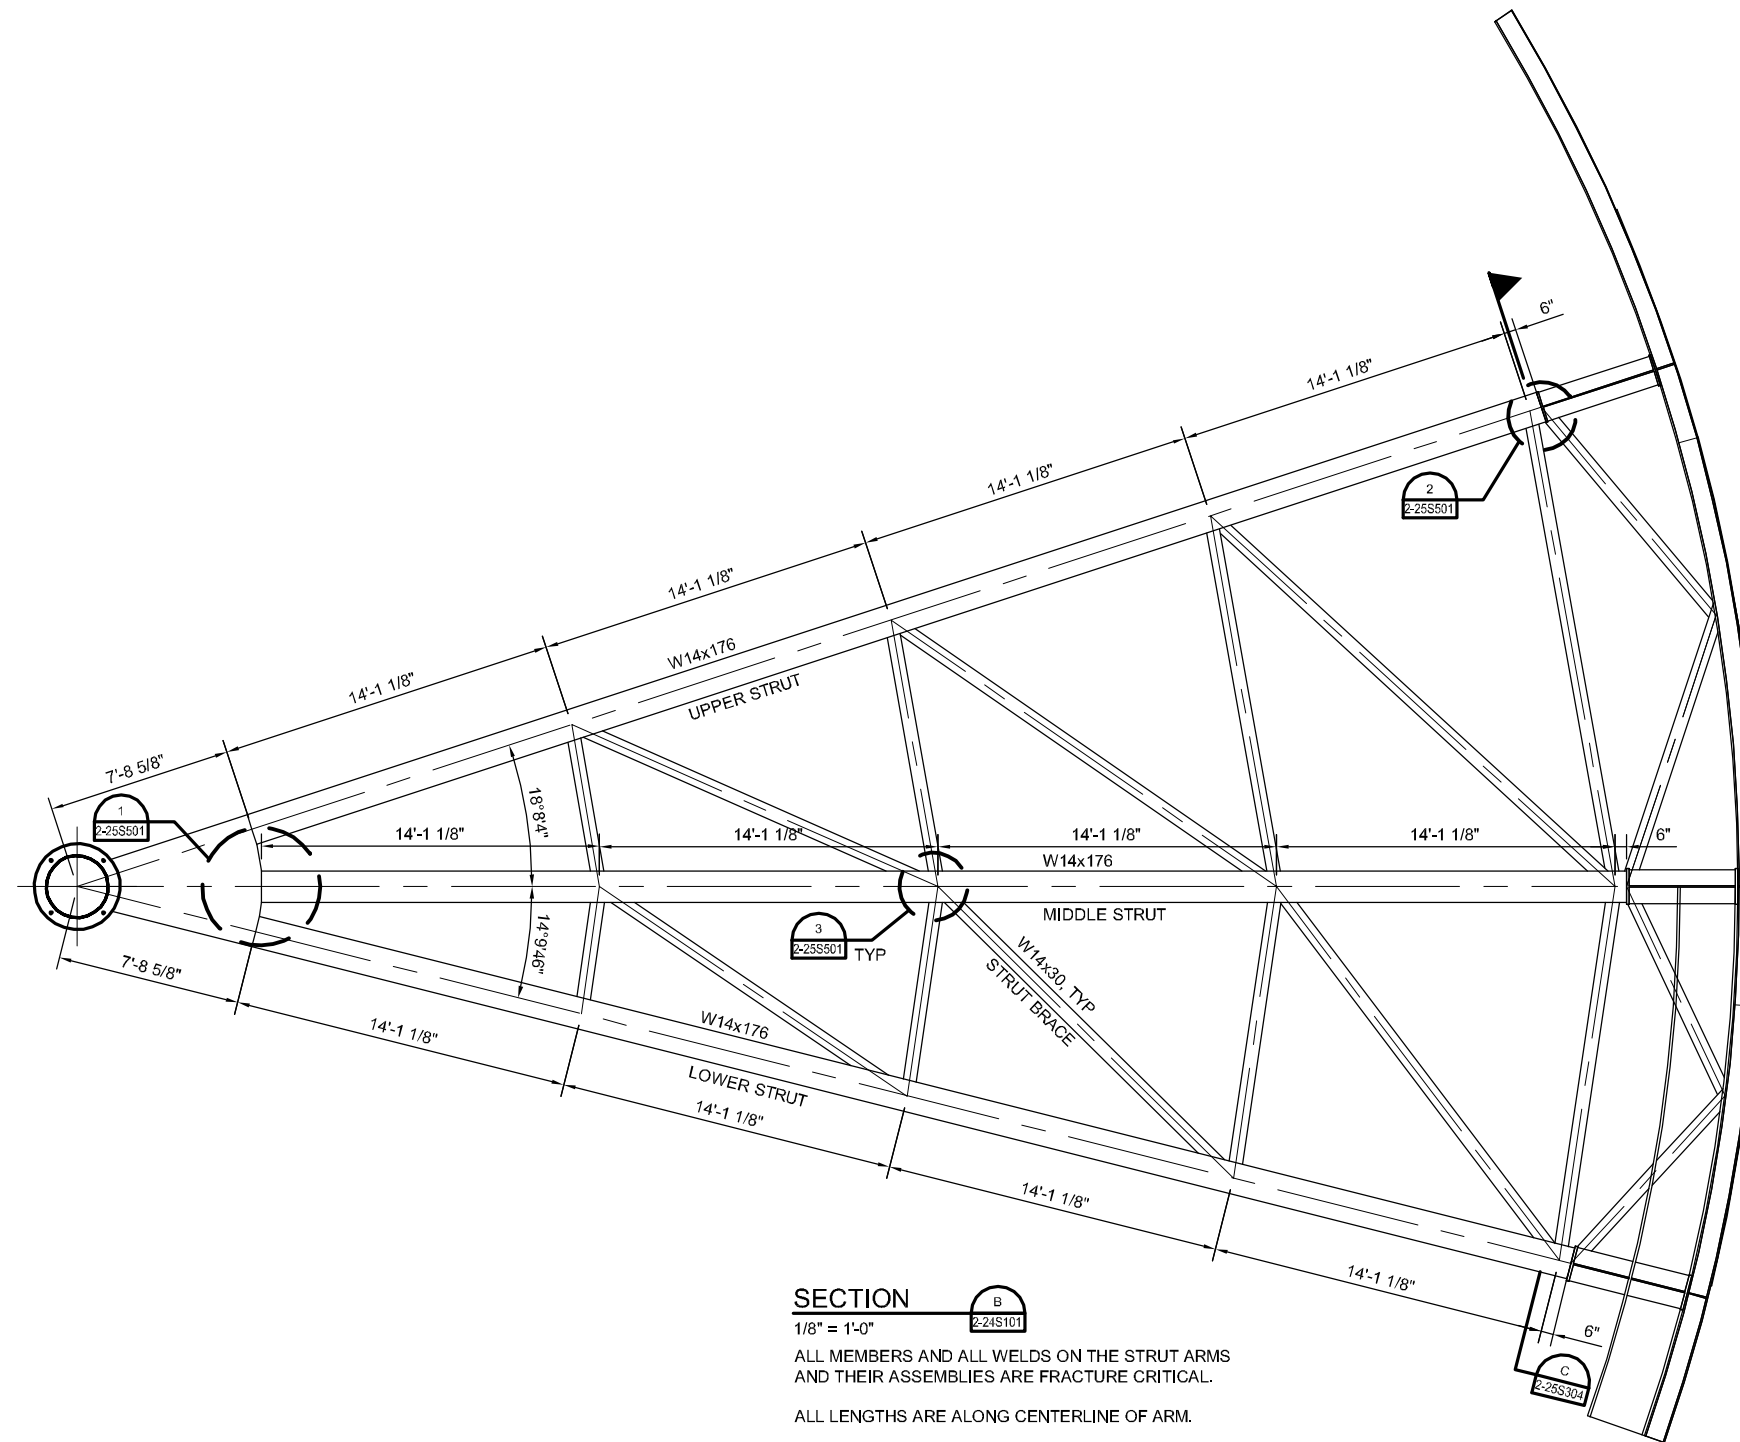 6"
14'-1 1/8"
14'-1 1/8"
14'-1 1/8"
14'-1 1/8"
7'-8 5/8"
2
2-25S501
W14x176
UPPER STRUT
1
2-25S501
18°8'4"
14'-1 1/8"
14'-1 1/8"
14'-1 1/8"
14'-1 1/8"
6"
W14x176
MIDDLE STRUT
3
2-25S501
TYP
14°9'46"
W14x30, TYP
STRUT BRACE
7'-8 5/8"
14'-1 1/8"
W14x176
LOWER STRUT
14'-1 1/8"
14'-1 1/8"
14'-1 1/8"
6"
C
2-25S304
SECTION
B
2-24S101
1/8" = 1'-0"
ALL MEMBERS AND ALL WELDS ON THE STRUT ARMS
AND THEIR ASSEMBLIES ARE FRACTURE CRITICAL.
ALL LENGTHS ARE ALONG CENTERLINE OF ARM.